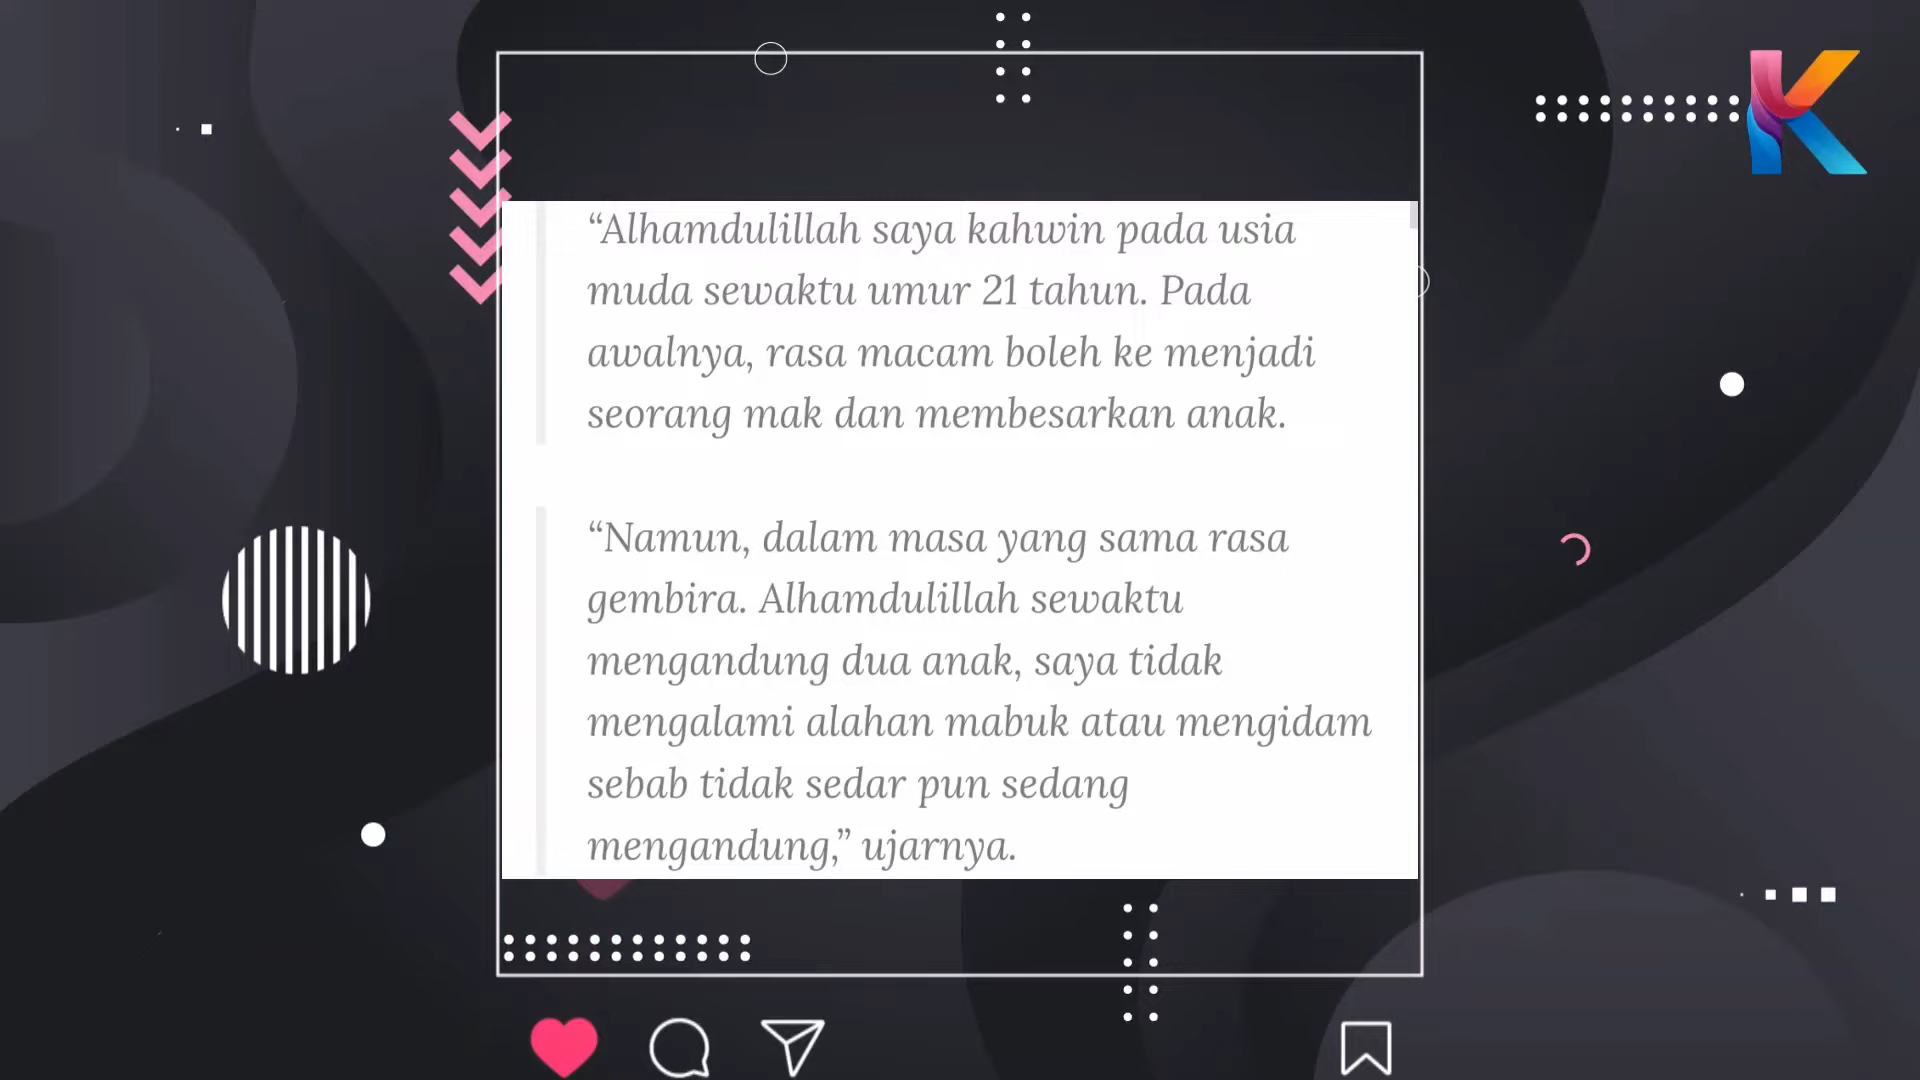 “Alhamdulillah saya kahwin pada usia
muda sewaktu umur 21 tahun. Pada
awalnya, rasa macam boleh ke menjadi
seorang mak dan membesarkan anak.
“Namun, dalam masa yang sama rasa
gembira. Alhamdulillah sewaktu
mengandung dua anak, saya tidak
mengalami alahan mabuk atau mengidam
sebab tidak sedar pun sedang
mengandung,” ujarnya.
K